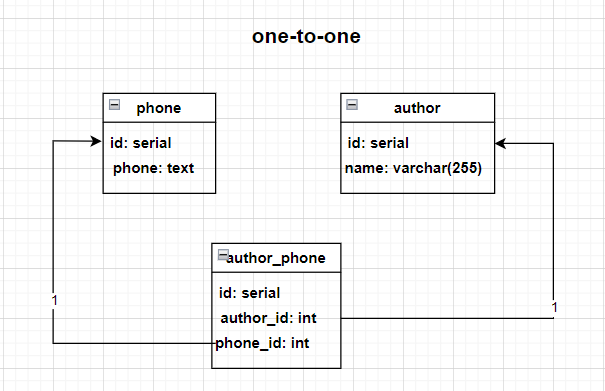 one-to-one
phone
id: serial
phone: text
author
id: serial
name: varchar(255)
author_phone
id: serial
author_id: int
phone_id: int
1
1